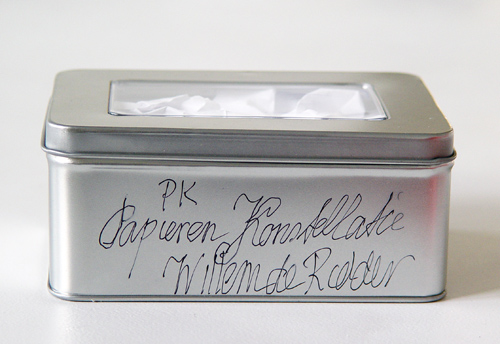 PK
Papieren Konstellatie
Willem de Ridder